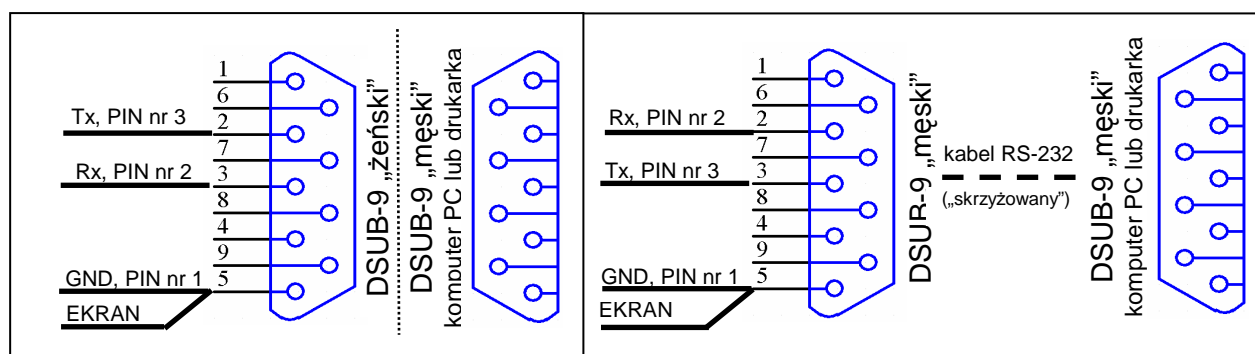 1
6
Tx, PIN nr 3
2
7
Rx, PIN nr 2
3
8
4
9
GND, PIN nr 1
5
EKRAN
DSUB-9 „żeński”
DSUB-9 „męski”
komputer PC lub drukarka
1
6
Rx, PIN nr 2
2
7
Tx, PIN nr 3
3
8
4
9
GND, PIN nr 1
5
EKRAN
DSUB-9 „męski”
kabel RS-232
(„skrzyżowany”)
DSUB-9 „męski”
komputer PC lub drukarka